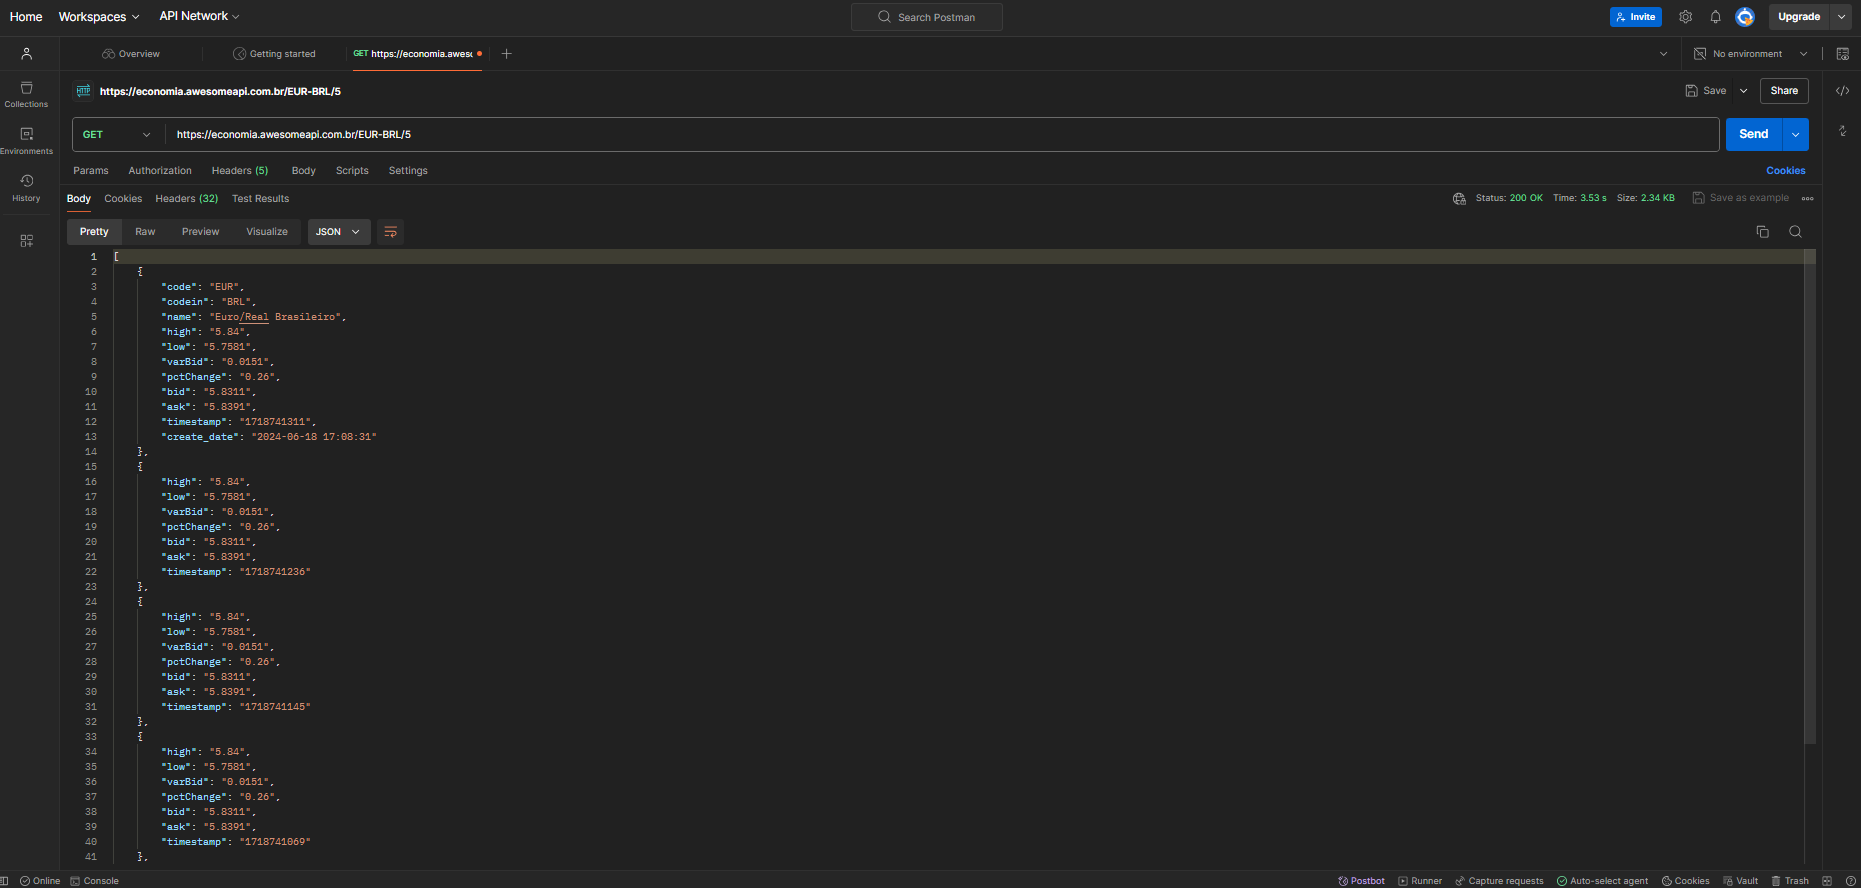 Home Workspaces API Network Search Postman Invite Upgrade
Overview Getting started GET https://economia.awes No environment
HTTP https://economia.awesomeapi.com.br/EUR-BRL/5 Save Share
Collections
GET https://economia.awesomeapi.com.br/EUR-BRL/5 Send
Environments
Params Authorization Headers (5) Body Scripts Settings Cookies
History
Body Cookies Headers (32) Test Results Status: 200 OK Time: 3.53 s Size: 2.34 KB Save as example
Pretty Raw Preview Visualize JSON
1 [
2 {
3 "code": "EUR",
4 "codein": "BRL",
5 "name": "Euro/Real Brasileiro",
6 "high": "5.84",
7 "low": "5.7581",
8 "varBid": "0.0151",
9 "pctChange": "0.26",
10 "bid": "5.8311",
11 "ask": "5.8391",
12 "timestamp": "1718741311",
13 "create_date": "2024-06-18 17:08:31"
14 },
15 {
16 "high": "5.84",
17 "low": "5.7581",
18 "varBid": "0.0151",
19 "pctChange": "0.26",
20 "bid": "5.8311",
21 "ask": "5.8391",
22 "timestamp": "1718741236"
23 },
24 {
25 "high": "5.84",
26 "low": "5.7581",
27 "varBid": "0.0151",
28 "pctChange": "0.26",
29 "bid": "5.8311",
30 "ask": "5.8391",
31 "timestamp": "1718741145"
32 },
33 {
34 "high": "5.84",
35 "low": "5.7581",
36 "varBid": "0.0151",
37 "pctChange": "0.26",
38 "bid": "5.8311",
39 "ask": "5.8391",
40 "timestamp": "1718741069"
41 },
Online Console Postbot Runner Capture requests Auto-select agent Cookies Vault Trash